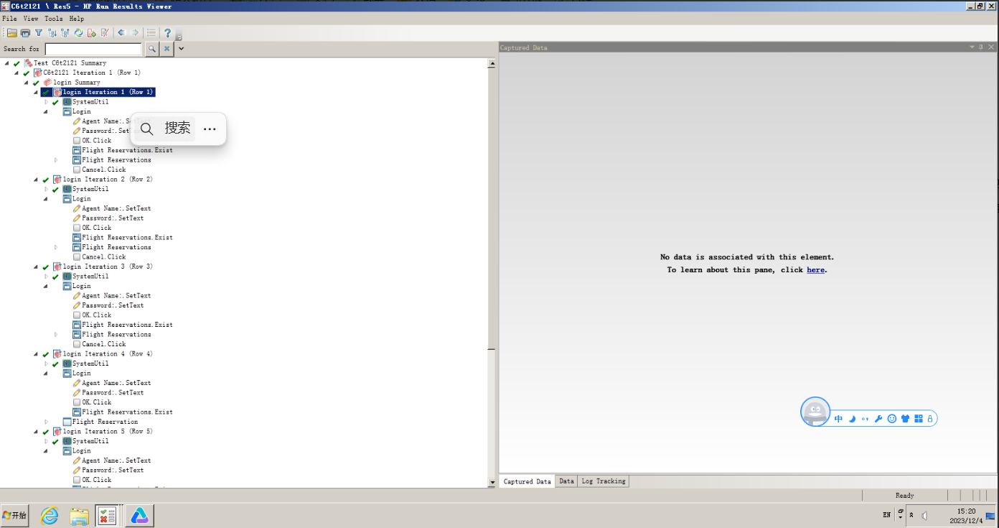 C6t2121 \ Res5 - HP Run Results Viewer
File View Tools Help
Search for
Captured Data
Test C6t2121 Summary
C6t2121 Iteration 1 (Row 1)
login Summary
login Iteration 1 (Row 1)
SystemUtil
Login
Agent Name:.Se
Password:.Set
搜索
OK.Click
Flight Reservations.Exist
Flight Reservations
Cancel.Click
login Iteration 2 (Row 2)
SystemUtil
Login
Agent Name:.SetText
Password:.SetText
OK.Click
Flight Reservations.Exist
Flight Reservations
Cancel.Click
login Iteration 3 (Row 3)
SystemUtil
Login
Agent Name:.SetText
Password:.SetText
OK.Click
Flight Reservations.Exist
Flight Reservations
Cancel.Click
login Iteration 4 (Row 4)
SystemUtil
Login
Agent Name:.SetText
Password:.SetText
OK.Click
Flight Reservations.Exist
Flight Reservation
login Iteration 5 (Row 5)
SystemUtil
Login
Agent Name:.SetText
Password:.SetText
OK.Click
No data is associated with this element.
To learn about this pane, click here.
中
Captured Data Data Log Tracking
Ready
开始
EN
15:20
2023/12/4